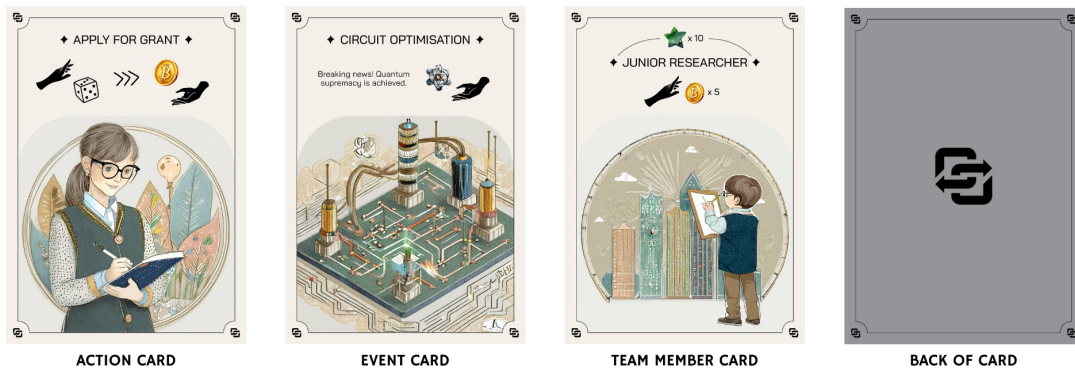 ✦ APPLY FOR GRANT ✦
✦ CIRCUIT OPTIMISATION ✦
Breaking news! Quantum
supremacy is achieved.
x 10
✦ JUNIOR RESEARCHER ✦
x 5
ACTION CARD
EVENT CARD
TEAM MEMBER CARD
BACK OF CARD